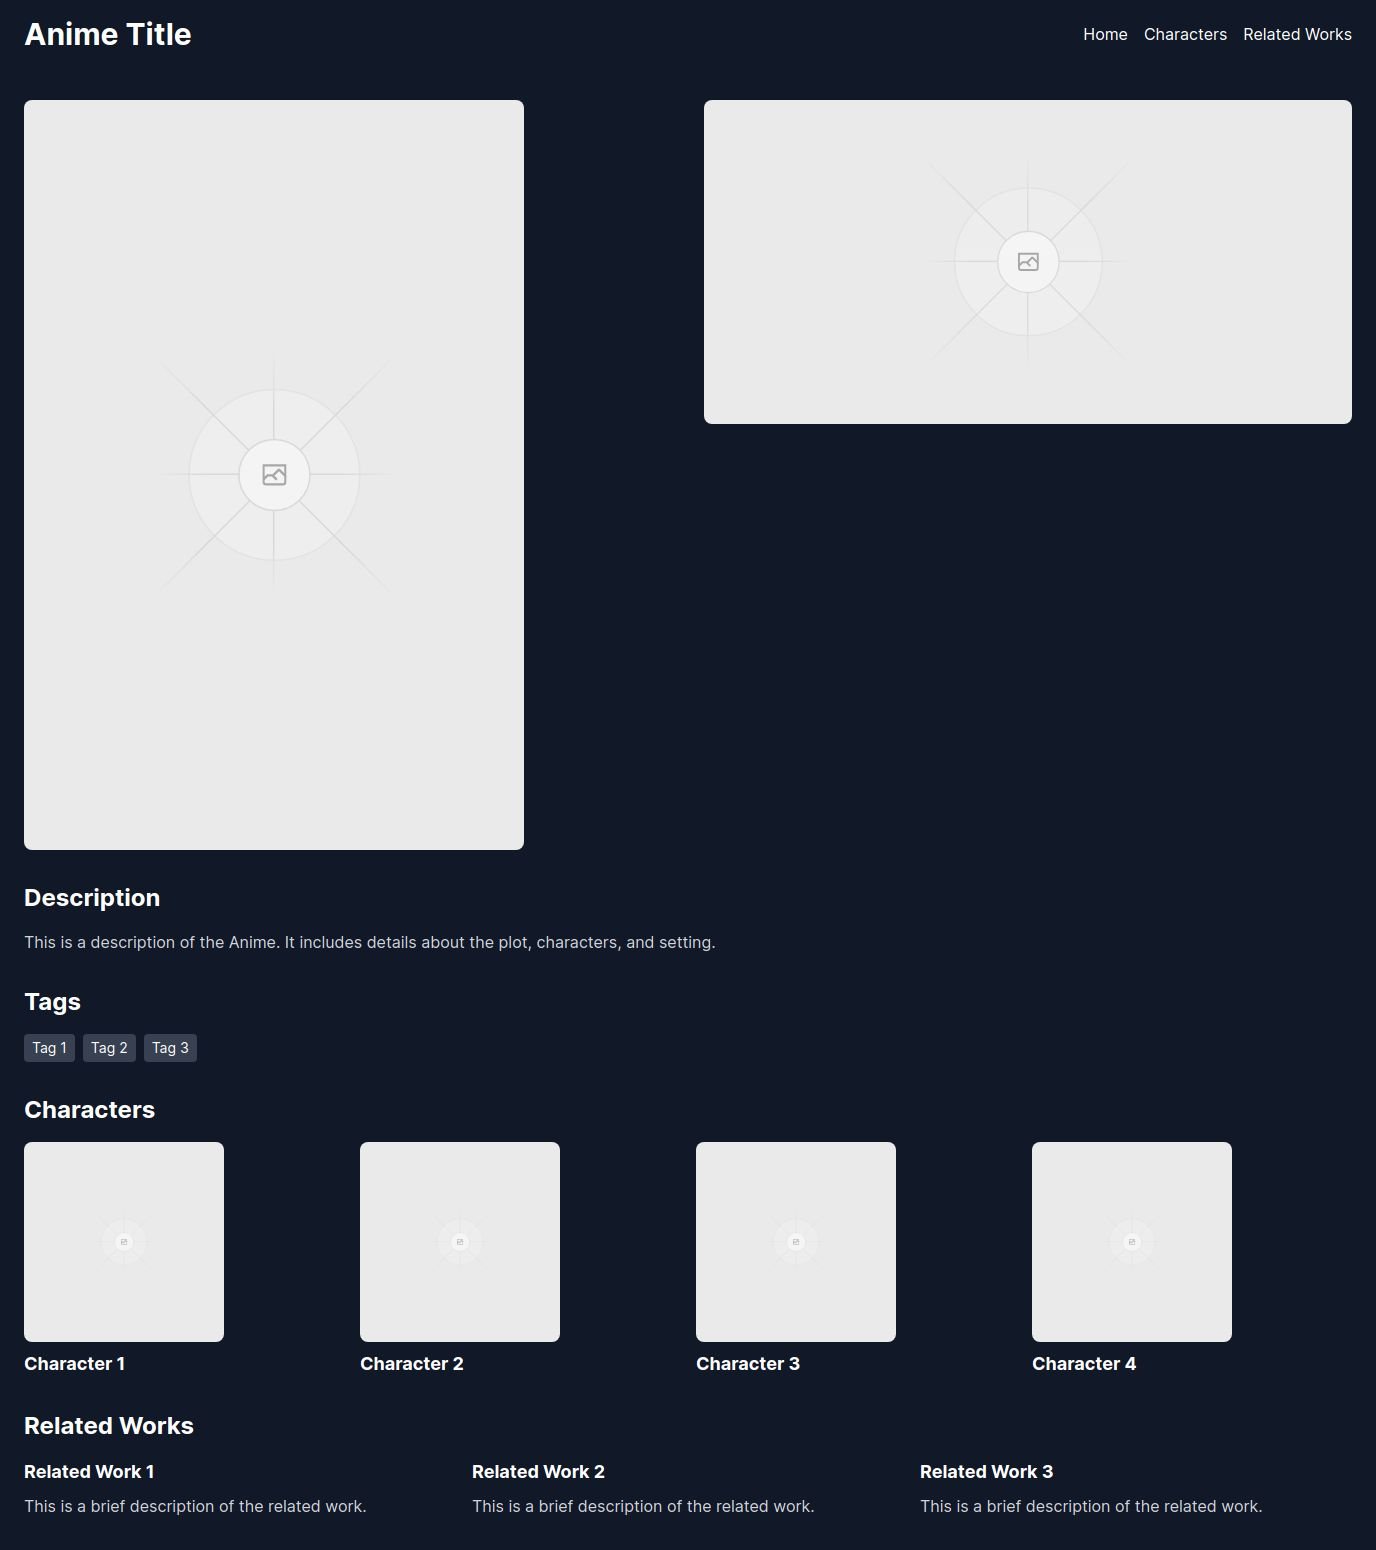 Anime Title
Home Characters Related Works
Description
This is a description of the Anime. It includes details about the plot, characters, and setting.
Tags
Tag 1 Tag 2 Tag 3
Characters
Character 1 Character 2 Character 3 Character 4
Related Works
Related Work 1 Related Work 2 Related Work 3
This is a brief description of the related work. This is a brief description of the related work. This is a brief description of the related work.